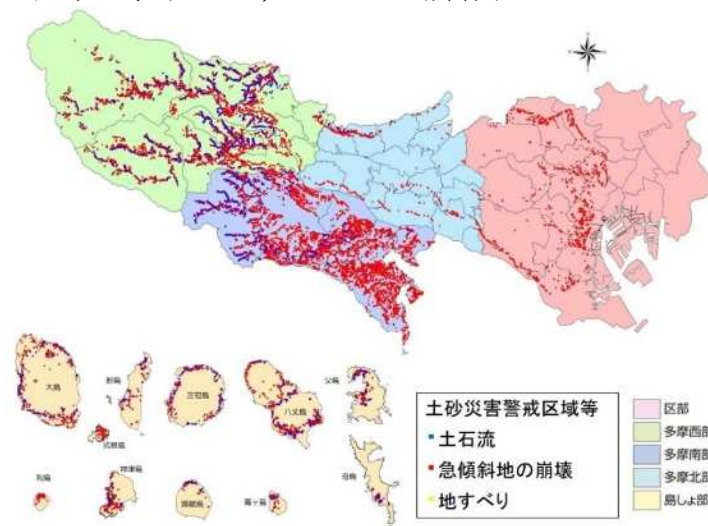 大島
新島
三宅島
八丈島
父島
式根島
利島
神津島
御蔵島
青ヶ島
母島
土砂災害警戒区域等
土石流
急傾斜地の崩壊
地すべり
区部
多摩西部
多摩南部
多摩北部
島しょ部